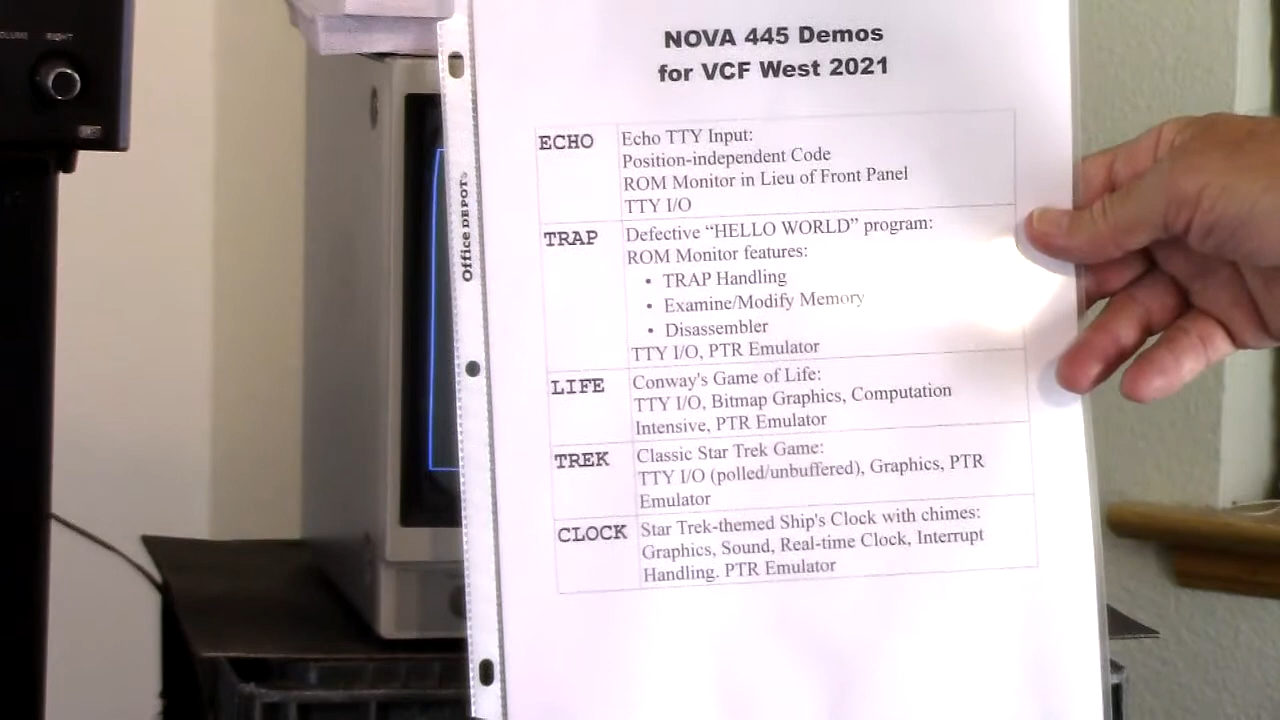 RIGHT
NOVA 445 Demos
for VCF West 2021
Office DEPOT
ECHO
Echo TTY Input:
Position-independent Code
ROM Monitor in Lieu of Front Panel
TTY I/O
TRAP
Defective “HELLO WORLD” program:
ROM Monitor features:
• TRAP Handling
• Examine/Modify Memory
• Disassembler
TTY I/O, PTR Emulator
LIFE
Conway's Game of Life:
TTY I/O, Bitmap Graphics, Computation
Intensive, PTR Emulator
TREK
Classic Star Trek Game:
TTY I/O (polled/unbuffered), Graphics, PTR
Emulator
CLOCK
Star Trek-themed Ship's Clock with chimes:
Graphics, Sound, Real-time Clock, Interrupt
Handling. PTR Emulator